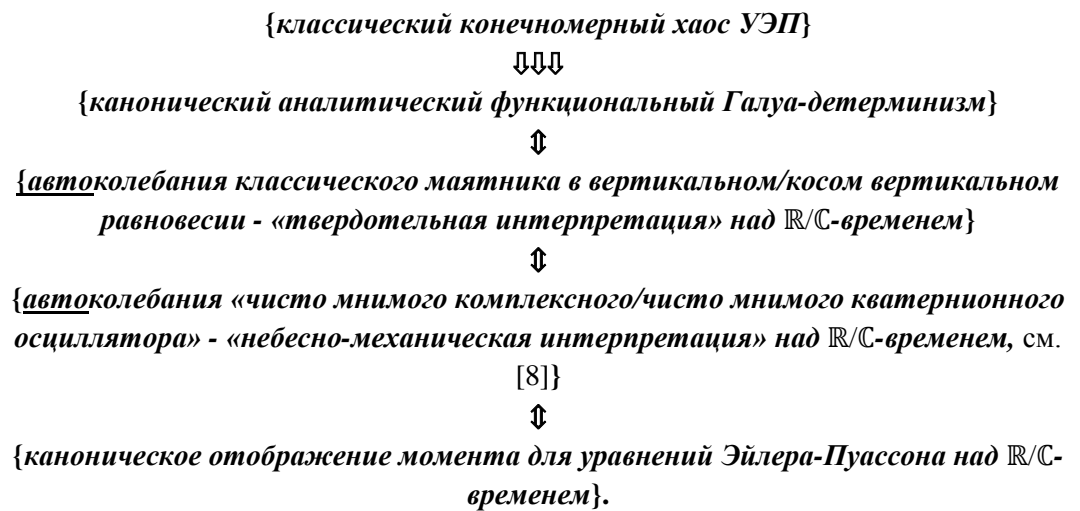 {классический конечномерный хаос УЭП}
⇩⇩⇩
{канонический аналитический функциональный Галуа-детерминизм}
⇕
{автоколебания классического маятника в вертикальном/косом вертикальном
равновесии - «твердотельная интерпретация» над ℝ/ℂ-временем}
⇕
{автоколебания «чисто мнимого комплексного/чисто мнимого кватернионного
осциллятора» - «небесно-механическая интерпретация» над ℝ/ℂ-временем, см.
[8]}
⇕
{каноническое отображение момента для уравнений Эйлера-Пуассона над ℝ/ℂ-
временем}.